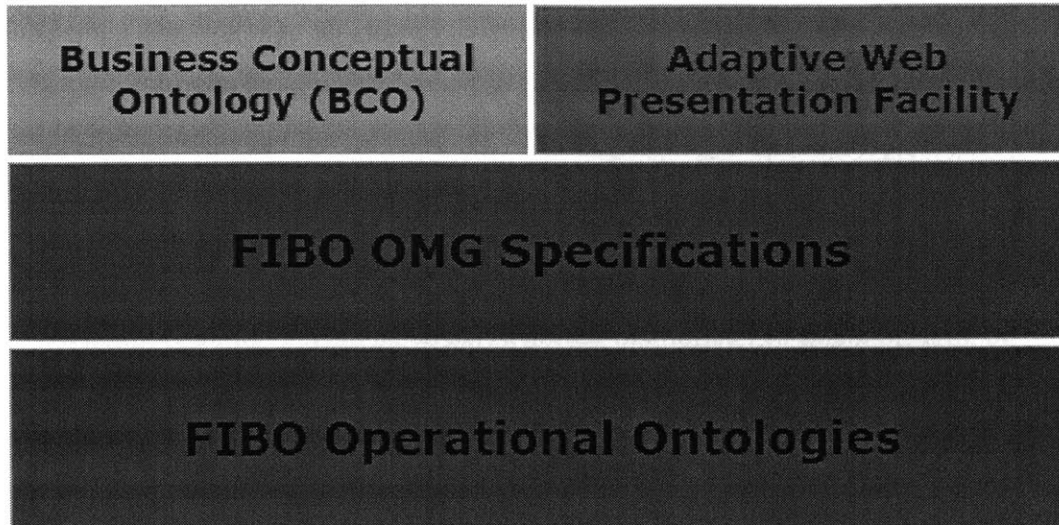 Business Conceptual
Ontology (BCO)
Adaptive Web
Presentation Facility
FIBO OMG Specifications
FIBO Operational Ontologies